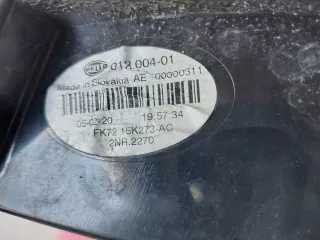 HELLA 012.004-01
Made in Slovakia AE 00000311
05-02-20 19:57:34
FK72 15K273-AC
2NR.2270